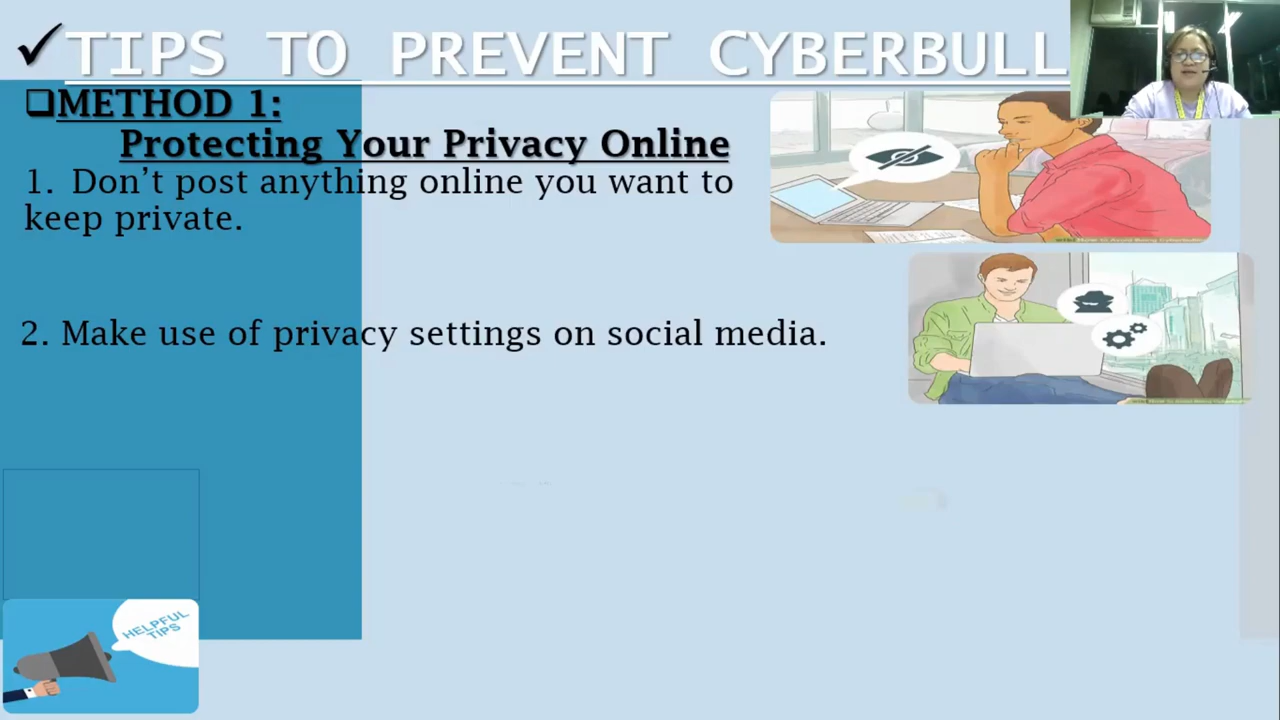 ✓TIPS TO PREVENT CYBERBULL
❑METHOD 1:
Protecting Your Privacy Online
1. Don’t post anything online you want to
keep private.
2. Make use of privacy settings on social media.
HELPFUL
TIPS